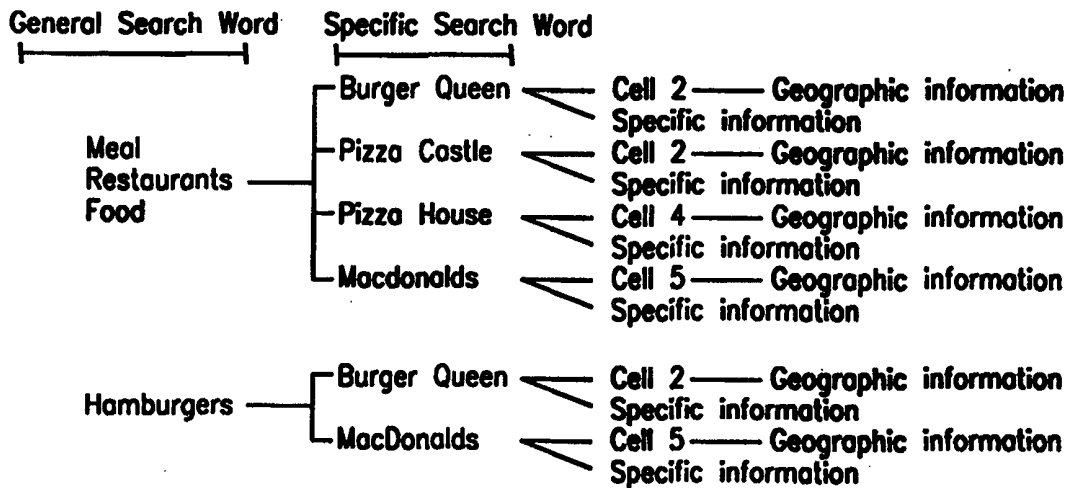 General Search Word Specific Search Word
Burger Queen Cell 2 Geographic information
Specific information
Meal
Pizza Castle Cell 2 Geographic information
Restaurants
Specific information
Food
Pizza House Cell 4 Geographic information
Specific information
Macdonalds Cell 5 Geographic information
Specific information
Burger Queen Cell 2 Geographic information
Hamburgers
Specific information
MacDonalds Cell 5 Geographic information
Specific information